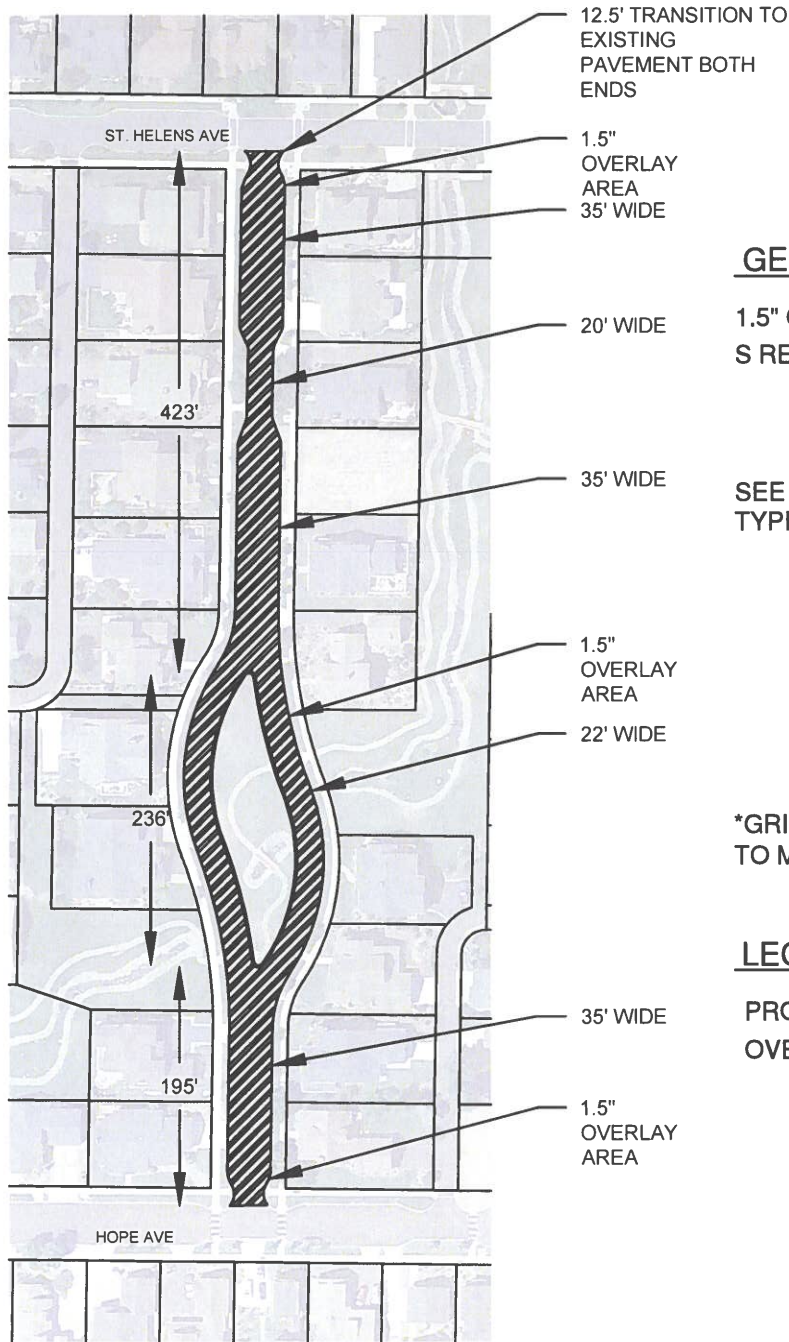 12.5' TRANSITION TO
EXISTING
PAVEMENT BOTH
ENDS
ST. HELENS AVE
1.5"
OVERLAY
AREA
35' WIDE
20' WIDE
423'
35' WIDE
1.5"
OVERLAY
AREA
22' WIDE
236'
35' WIDE
195'
1.5"
OVERLAY
AREA
HOPE AVE
GE
1.5"
S RE
SEE
TYP
*GRI
TO M
LEG
PRO
OVE